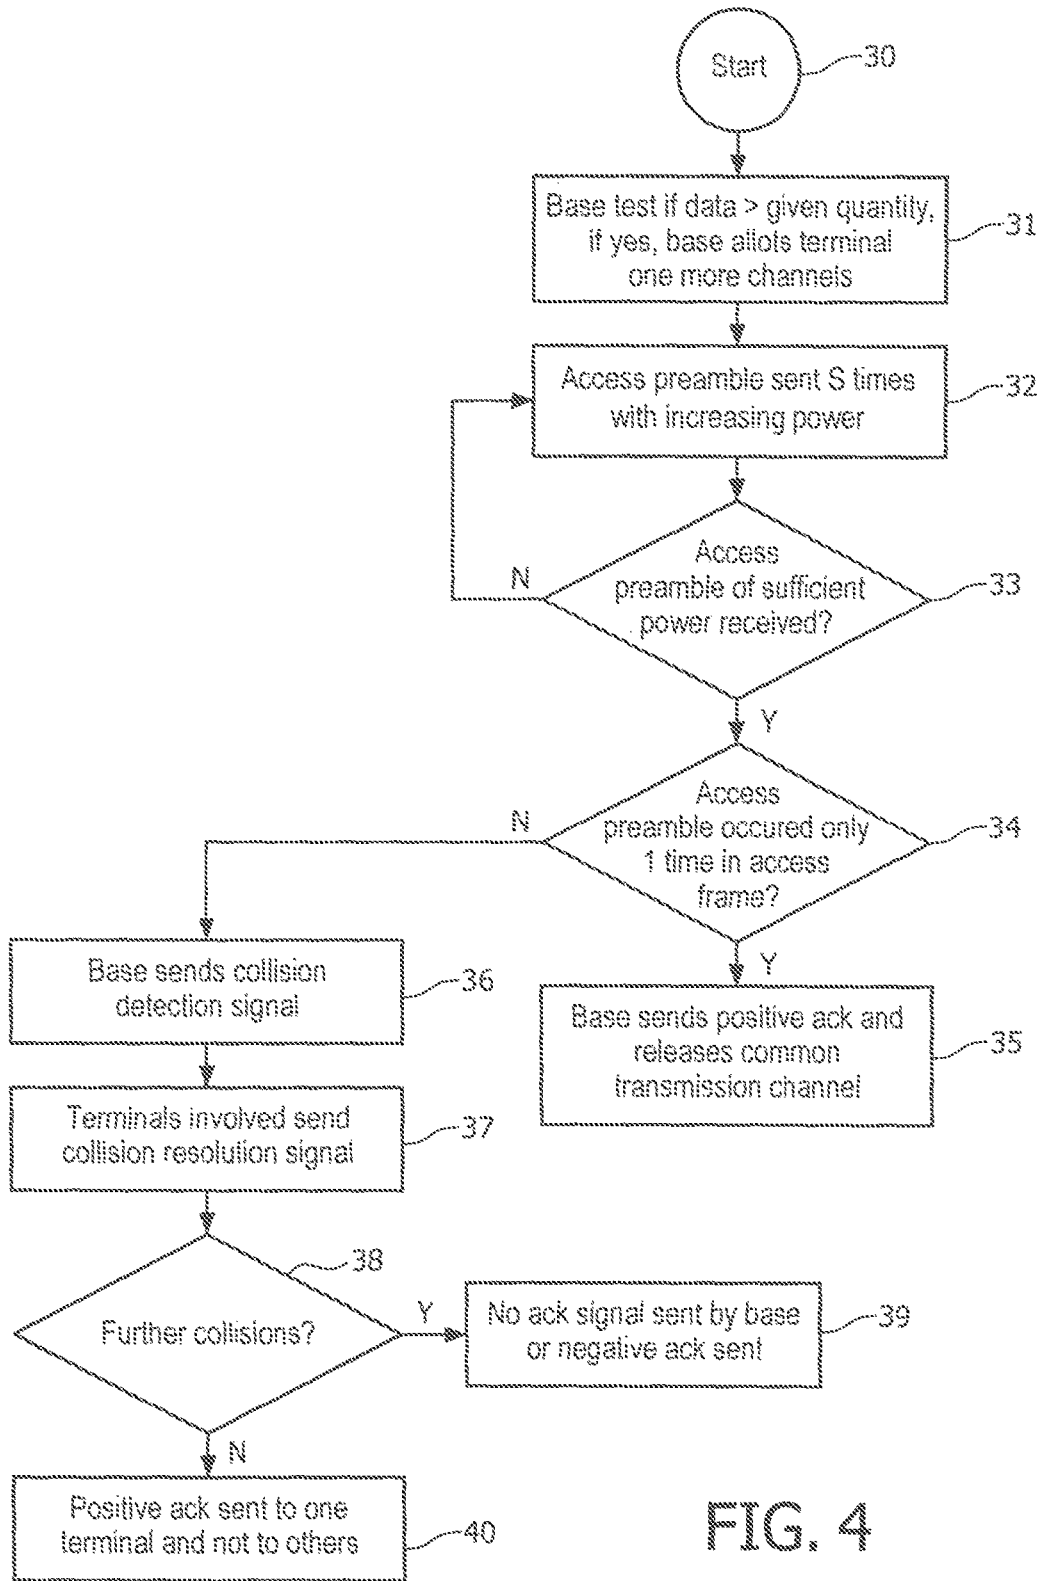 Start
30
Base test if data > given quantity,
if yes, base allots terminal
one more channels
31
Access preamble sent S times
with increasing power
32
Access
preamble of sufficient
power received?
33
N
Y
Access
preamble occured only
1 time in access
frame?
34
N
Y
Base sends positive ack and
releases common
transmission channel
35
Base sends collision
detection signal
36
Terminals involved send
collision resolution signal
37
Further collisions?
38
Y
No ack signal sent by base
or negative ack sent
39
N
Positive ack sent to one
terminal and not to others
40
FIG. 4